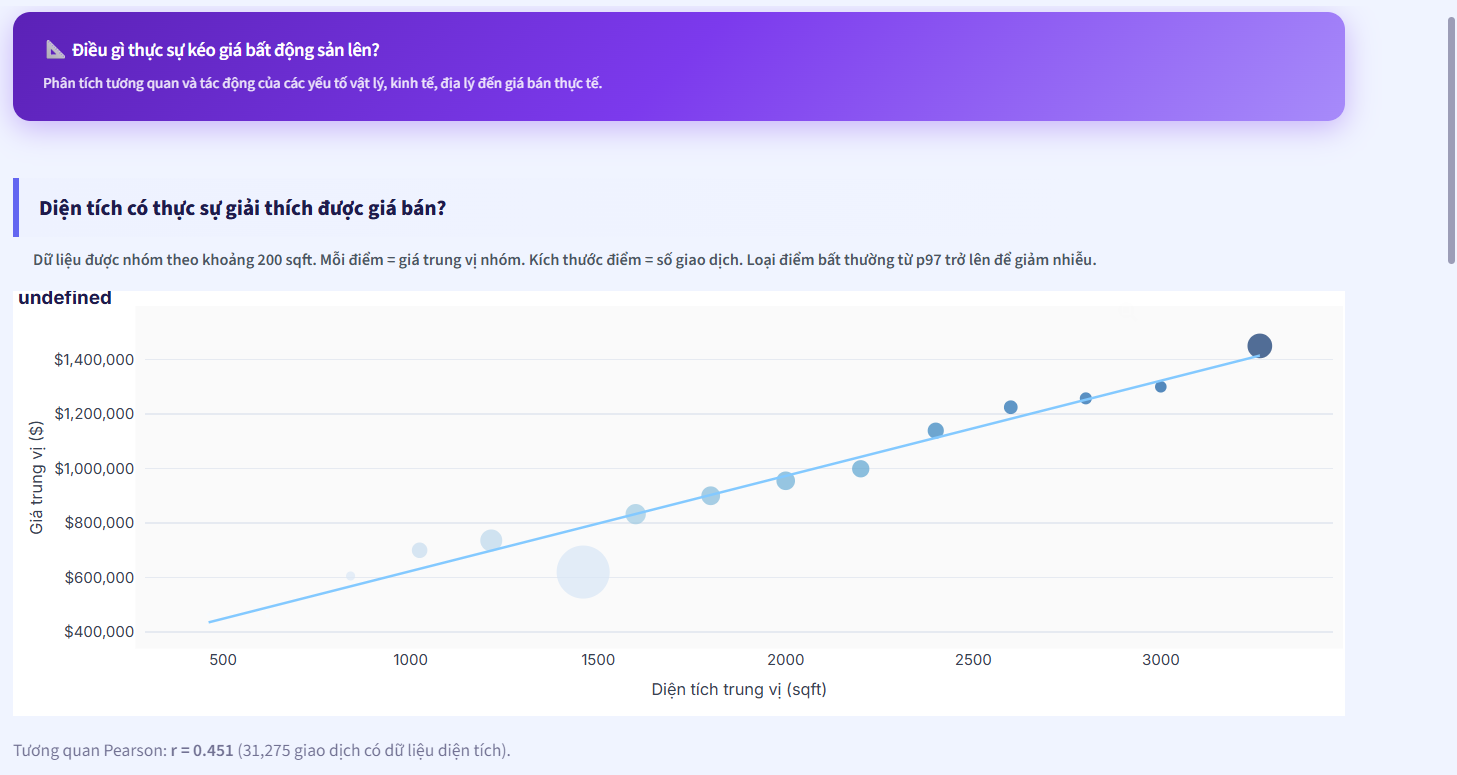 📐 Điều gì thực sự kéo giá bất động sản lên?
Phân tích tương quan và tác động của các yếu tố vật lý, kinh tế, địa lý đến giá bán thực tế.
Diện tích có thực sự giải thích được giá bán?
Dữ liệu được nhóm theo khoảng 200 sqft. Mỗi điểm = giá trung vị nhóm. Kích thước điểm = số giao dịch. Loại điểm bất thường từ p97 trở lên để giảm nhiễu.
undefined
Giá trung vị ($)
$1,400,000
$1,200,000
$1,000,000
$800,000
$600,000
$400,000
500 1000 1500 2000 2500 3000
Diện tích trung vị (sqft)
Tương quan Pearson: r = 0.451 (31,275 giao dịch có dữ liệu diện tích).